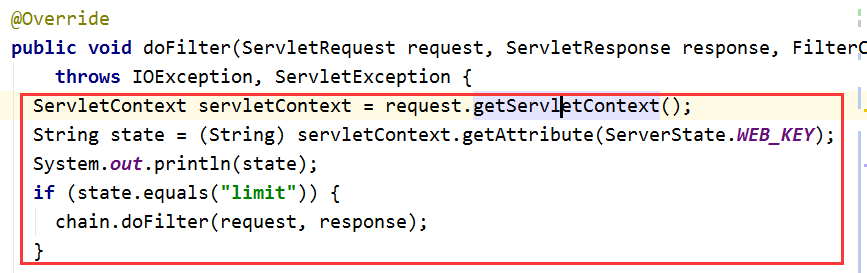 @Override
public void doFilter(ServletRequest request, ServletResponse response, FilterC
throws IOException, ServletException {
ServletContext servletContext = request.getServletContext();
String state = (String) servletContext.getAttribute(ServerState.WEB_KEY);
System.out.println(state);
if (state.equals("limit")) {
chain.doFilter(request, response);
}